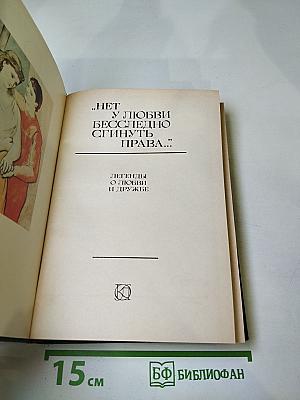 „НЕТ
У ЛЮБВИ
БЕССЛЕДНО
СГИНУТЬ
ПРАВА..."
ЛЕГЕНДЫ
О ЛЮБВИ
И ДРУЖБЕ
15 см
БФ БИБЛИОФАН